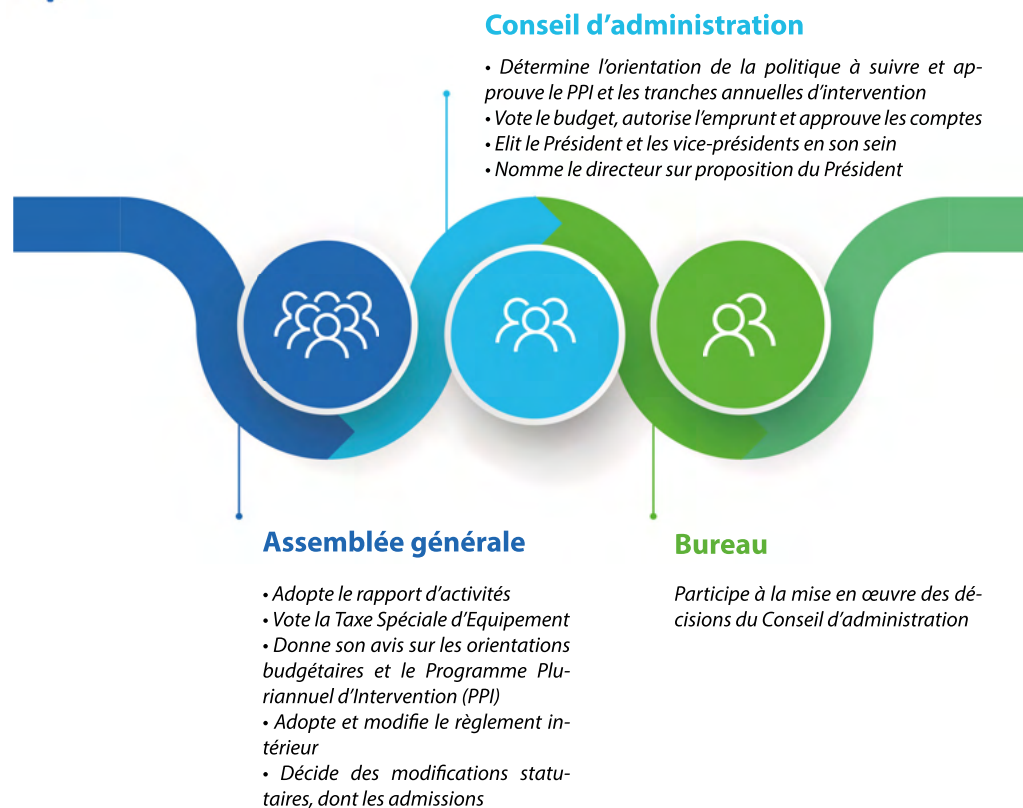 Conseil d’administration
• Détermine l’orientation de la politique à suivre et ap-
prouve le PPI et les tranches annuelles d’intervention
• Vote le budget, autorise l’emprunt et approuve les comptes
• Elit le Président et les vice-présidents en son sein
• Nomme le directeur sur proposition du Président
Assemblée générale
• Adopte le rapport d’activités
• Vote la Taxe Spéciale d’Equipement
• Donne son avis sur les orientations
budgétaires et le Programme Plu-
riannuel d’Intervention (PPI)
• Adopte et modifie le règlement in-
térieur
• Décide des modifications statu-
taires, dont les admissions
Bureau
Participe à la mise en œuvre des dé-
cisions du Conseil d’administration